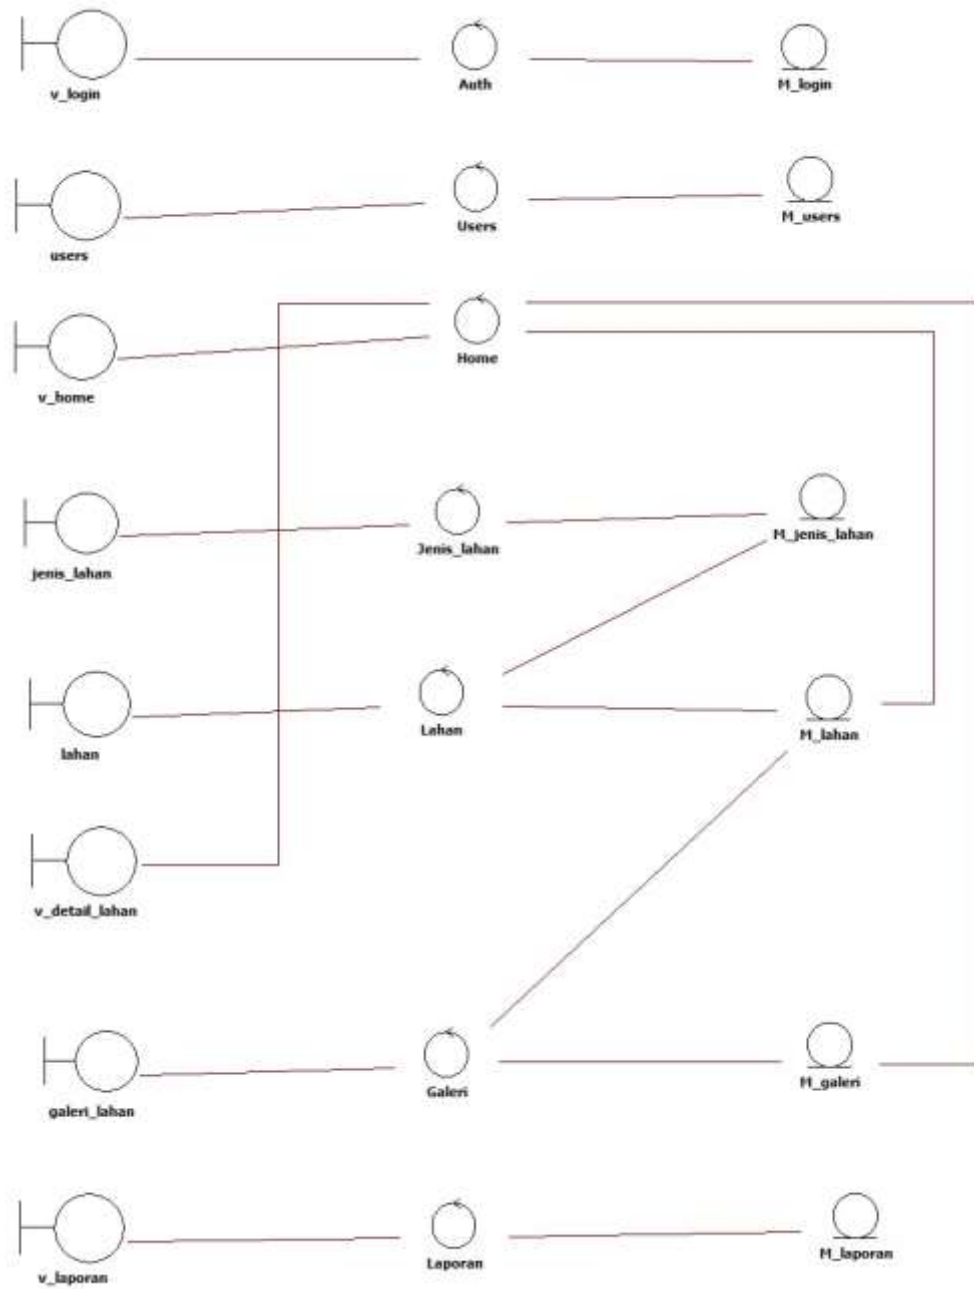 v_login
Auth
M_login
users
Users
M_users
v_home
Home
jenis_lahan
Jenis_lahan
M_jenis_lahan
lahan
Lahan
M_lahan
v_detail_lahan
galeri_lahan
Galeri
M_galeri
v_laporan
Laporan
M_laporan